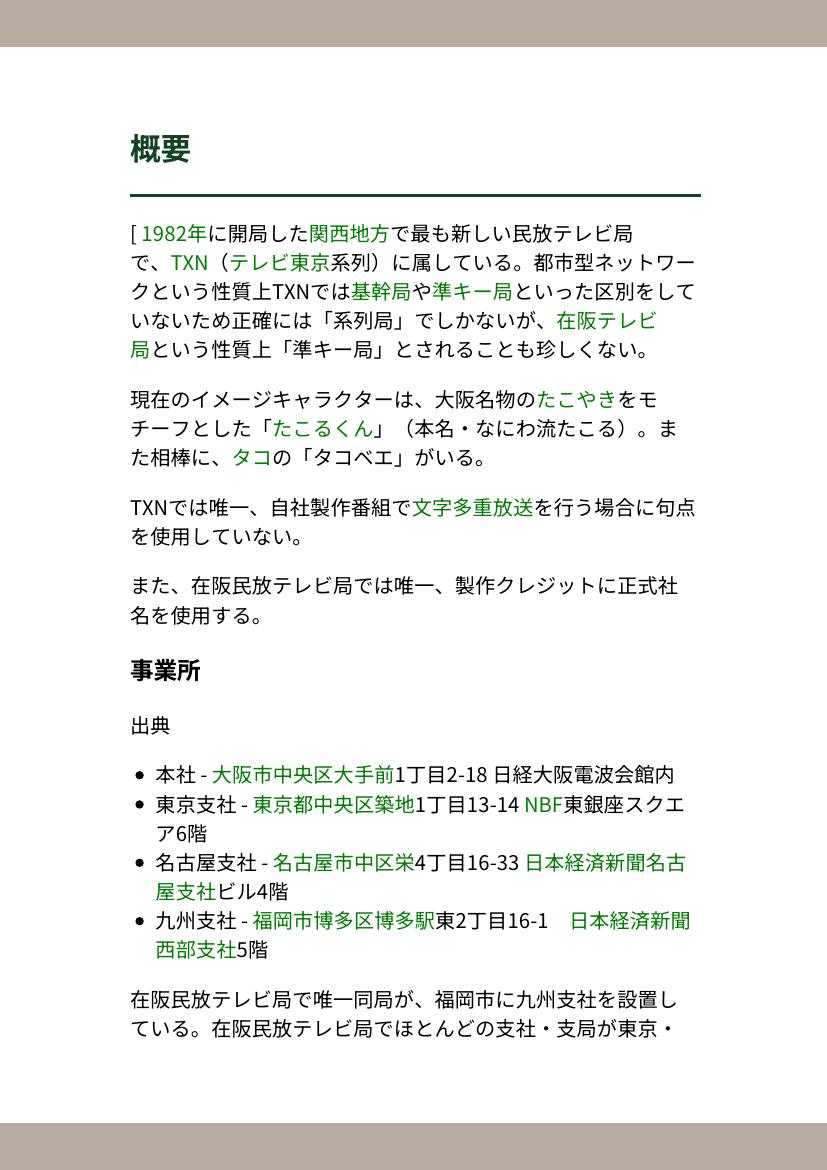 概要
[ 1982年に開局した関西地方で最も新しい民放テレビ局
で、TXN（テレビ東京系列）に属している。都市型ネットワー
クという性質上TXNでは基幹局や準キー局といった区別をして
いないため正確には「系列局」でしかないが、在阪テレビ
局という性質上「準キー局」とされることも珍しくない。
現在のイメージキャラクターは、大阪名物のたこやきをモ
チーフとした「たこるくん」（本名・なにわ流たこる）。ま
た相棒に、タコの「タコベエ」がいる。
TXNでは唯一、自社製作番組で文字多重放送を行う場合に句点
を使用していない。
また、在阪民放テレビ局では唯一、製作クレジットに正式社
名を使用する。
事業所
出典
• 本社 - 大阪市中央区大手前1丁目2-18 日経大阪電波会館内
• 東京支社 - 東京都中央区築地1丁目13-14 NBF東銀座スクエ
ア6階
• 名古屋支社 - 名古屋市中区栄4丁目16-33 日本経済新聞名古
屋支社ビル4階
• 九州支社 - 福岡市博多区博多駅東2丁目16-1　日本経済新聞
西部支社5階
在阪民放テレビ局で唯一同局が、福岡市に九州支社を設置し
ている。在阪民放テレビ局でほとんどの支社・支局が東京・